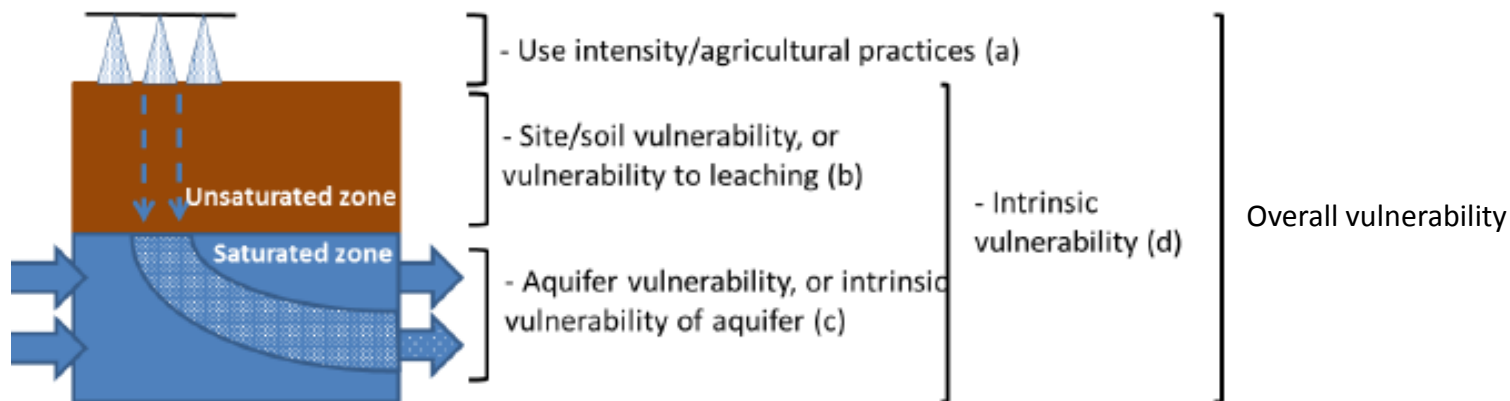 - Use intensity/agricultural practices (a)
- Site/soil vulnerability, or
vulnerability to leaching (b)
Unsaturated zone
- Intrinsic
vulnerability (d)
Overall vulnerability
Saturated zone
- Aquifer vulnerability, or intrinsic
vulnerability of aquifer (c)